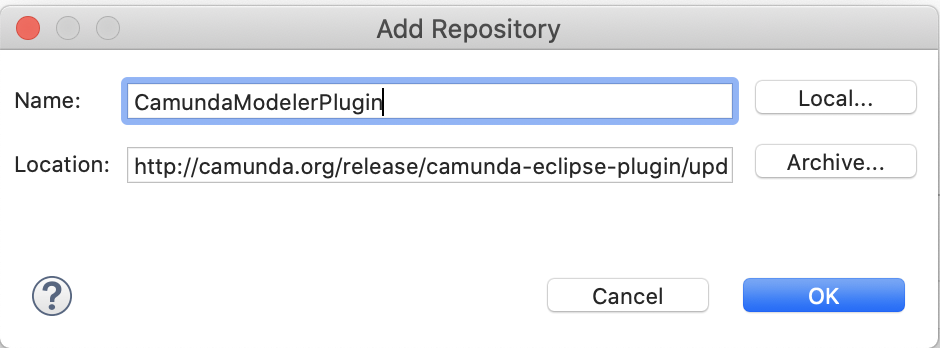 Add Repository
Name: CamundaModelerPlugin Local...
Location: http://camunda.org/release/camunda-eclipse-plugin/upd Archive...
? Cancel OK